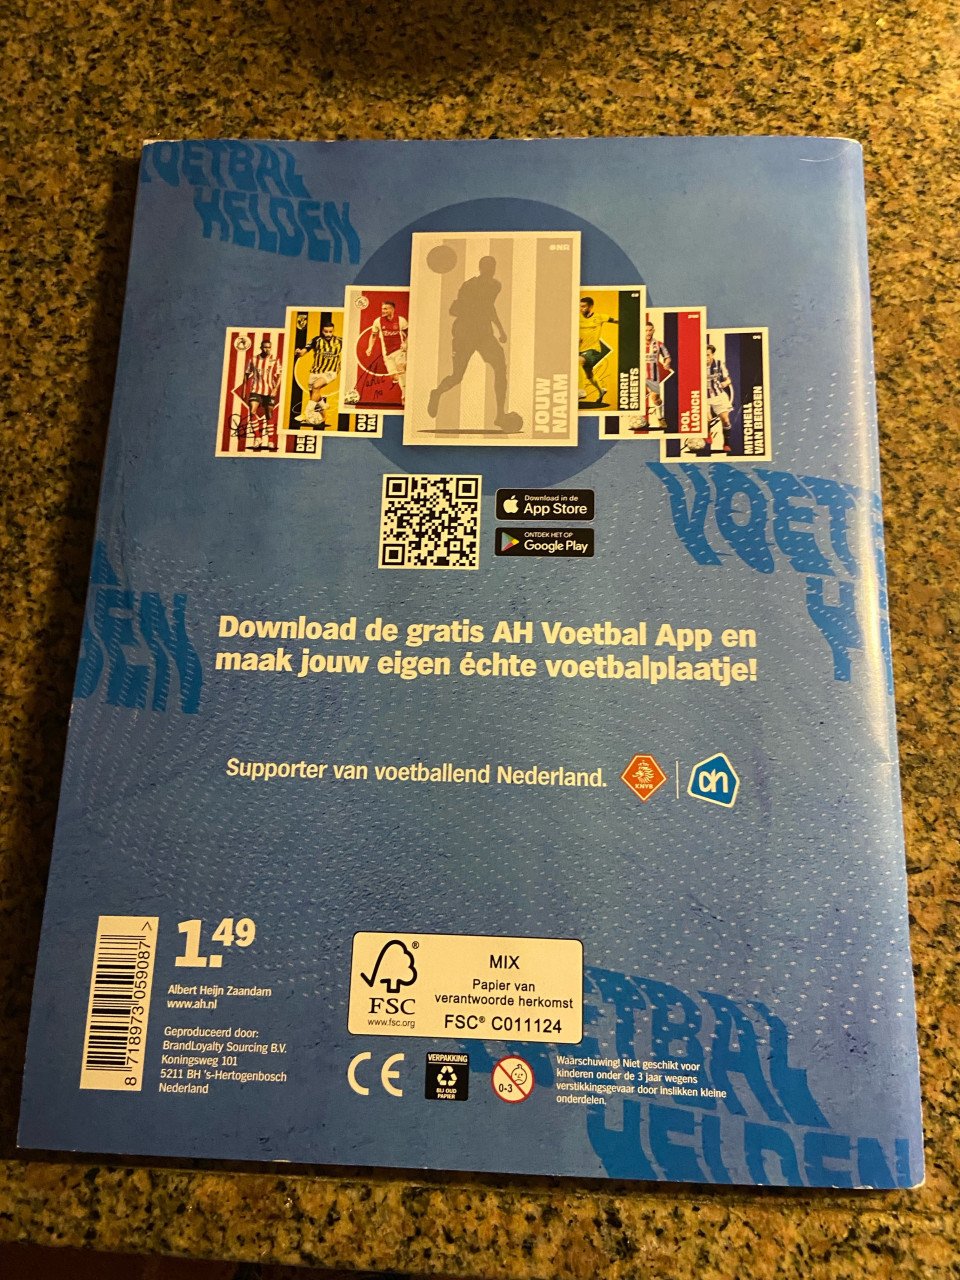 VOETBAL
HELDEN
NR
JOUW
NAAM
JORRIT
SMEETS
POL
LLONCH
MITCHELL
VAN BERGEN
Download in de
App Store
ONTDEK HET OP
Google Play
VOET
Download de gratis AH Voetbal App en
maak jouw eigen échte voetbalplaatje!
Supporter van voetballend Nederland.
KNVB
ah
1.49
Albert Heijn Zaandam
www.ah.nl
Geproduceerd door:
BrandLoyalty Sourcing B.V.
Koningsweg 101
5211 BH 's-Hertogenbosch
Nederland
8 718973 059087 >
FSC®
www.fsc.org
MIX
Papier van
verantwoorde herkomst
FSC® C011124
CE
VERPAKKING
BIJ OUD
PAPIER
0-3
Waarschuwing! Niet geschikt voor
kinderen onder de 3 jaar wegens
verstikkingsgevaar door inslikken kleine
onderdelen.
VOETBAL
HELDEN